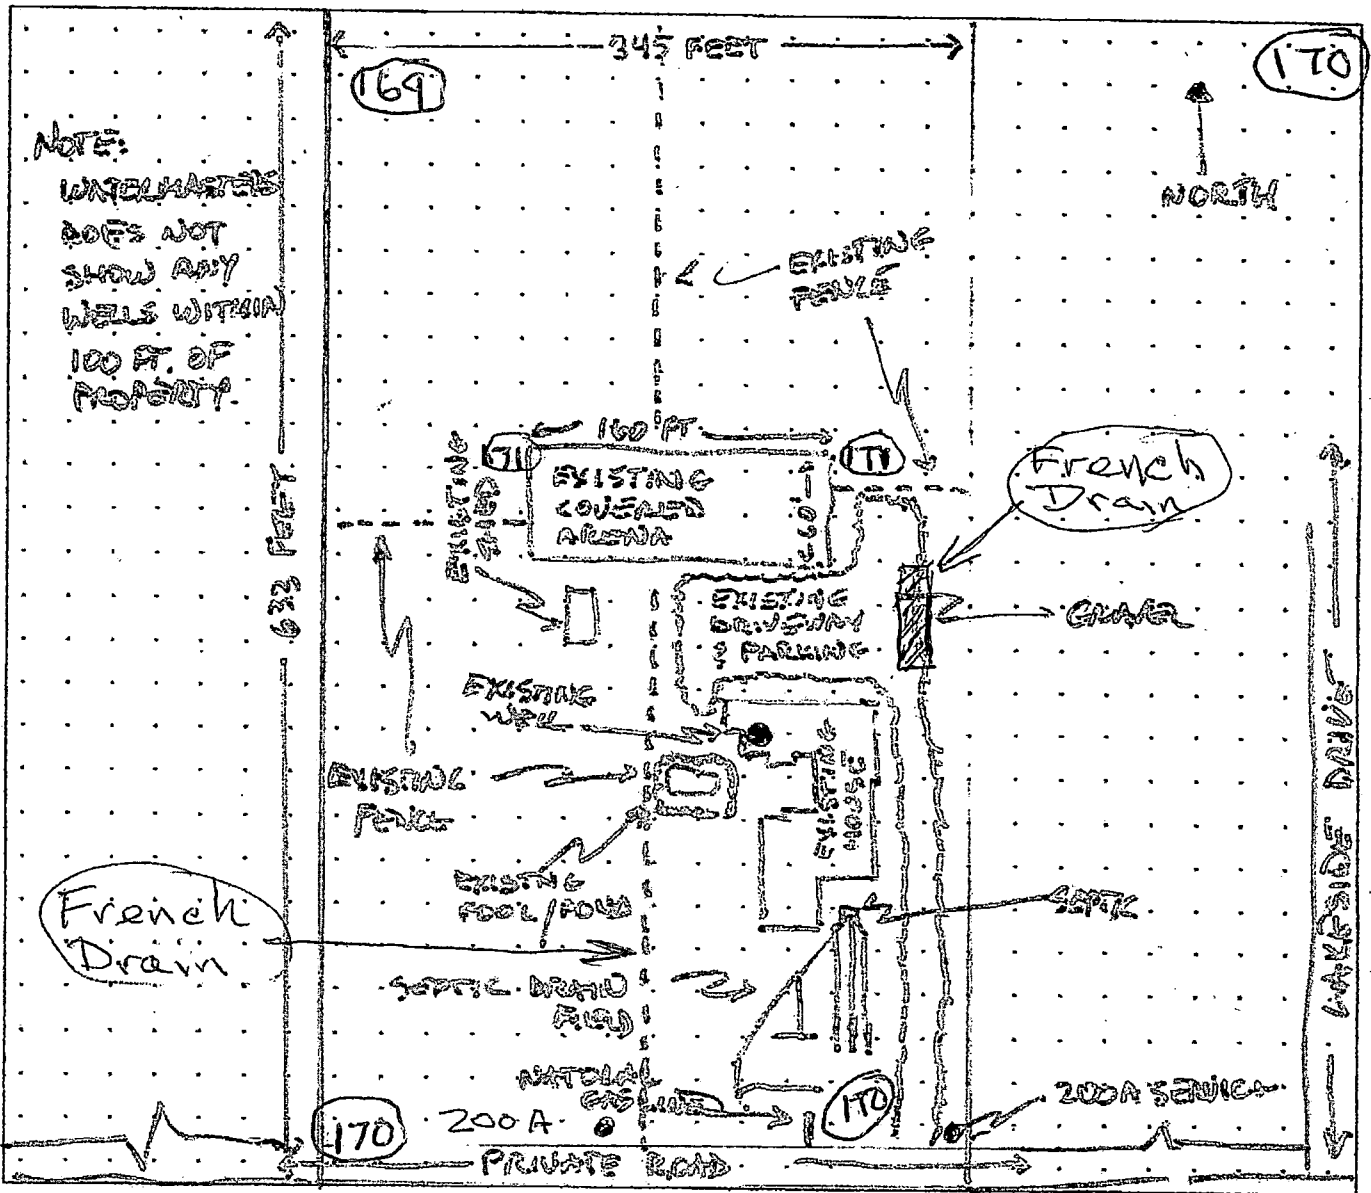 345 FEET
169
170
NOTE:
WATERMASTERS
DOES NOT
SHOW ANY
WELLS WITHIN
100 FT. OF
PROPERTY.
NORTH
EXISTING
FENCE
160 FT.
171
171
EXISTING
COVERED
ARENA
60
EXISTING
French
Drain
633 FEET
EXISTING
DRIVEWAY
& PARKING
GRAVEL
EXISTING
WELL
EXISTING
HOUSE
EXISTING
FENCE
LAKESIDE DRIVE
EXISTING
POOL/POND
French
Drain
SEPTIC
SEPTIC DRAIN
FIELD
NATURAL
GAS LINE
170
200A SERVICE
170
200A
PRIVATE ROAD